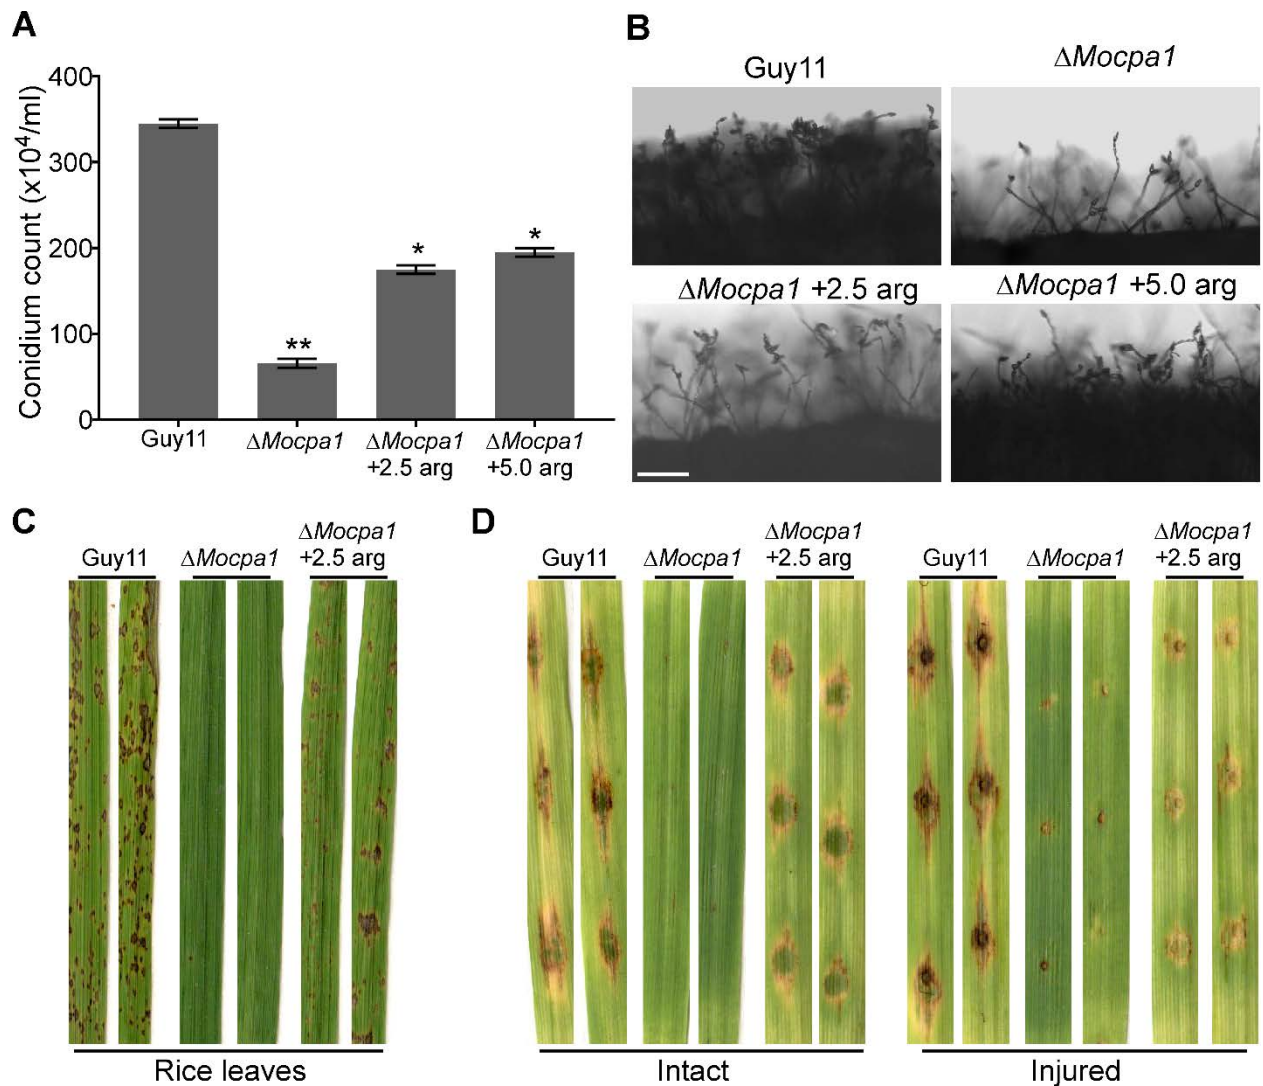 A
Conidium count (x10⁴/ml)
400
300
200
100
0
**
*
*
Guy11
ΔMocpa1
ΔMocpa1
+2.5 arg
ΔMocpa1
+5.0 arg
B
Guy11
ΔMocpa1
ΔMocpa1 +2.5 arg
ΔMocpa1 +5.0 arg
C
Guy11
ΔMocpa1
ΔMocpa1
+2.5 arg
Rice leaves
D
Guy11
ΔMocpa1
ΔMocpa1
+2.5 arg
Intact
Guy11
ΔMocpa1
ΔMocpa1
+2.5 arg
Injured